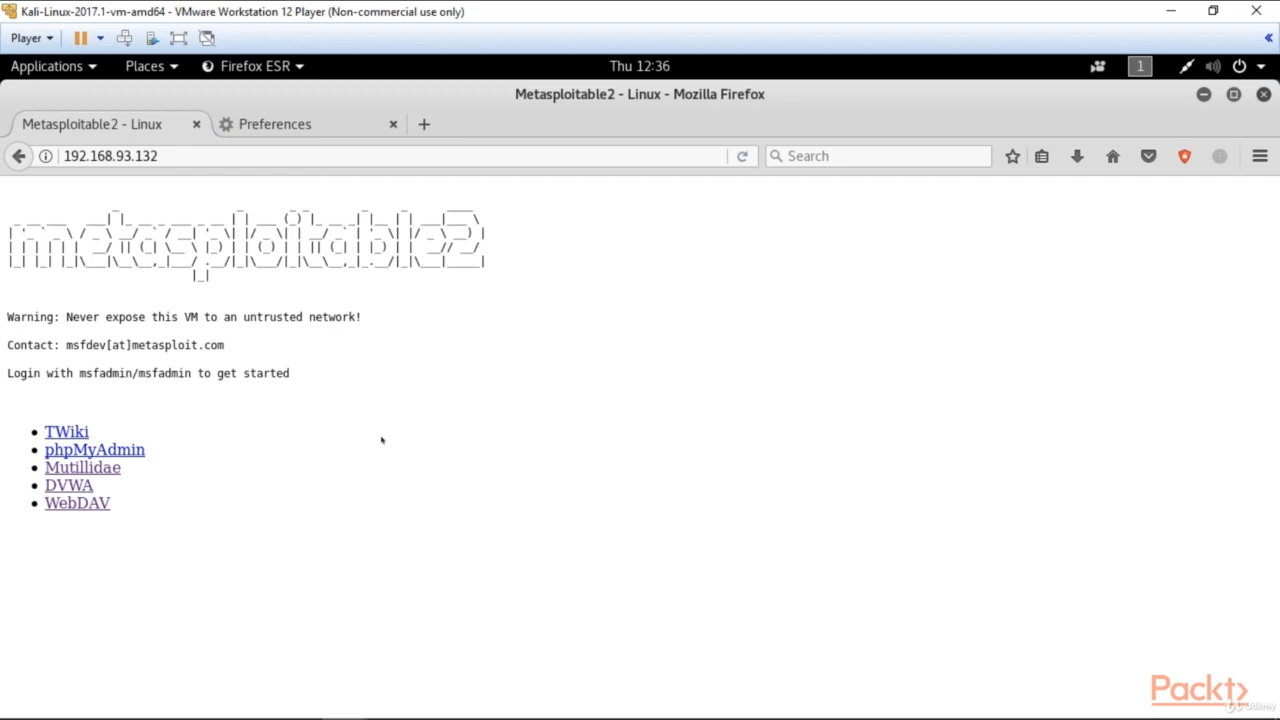 Kali-Linux-2017.1-vm-amd64 - VMware Workstation 12 Player (Non-commercial use only)
Player
Applications Places Firefox ESR Thu 12:36 1
Metasploitable2 - Linux - Mozilla Firefox
Metasploitable2 - Linux Preferences
192.168.93.132 Search
metasploitable2
Warning: Never expose this VM to an untrusted network!
Contact: msfdev[at]metasploit.com
Login with msfadmin/msfadmin to get started
TWiki
phpMyAdmin
Mutillidae
DVWA
WebDAV
Packt
Udemy